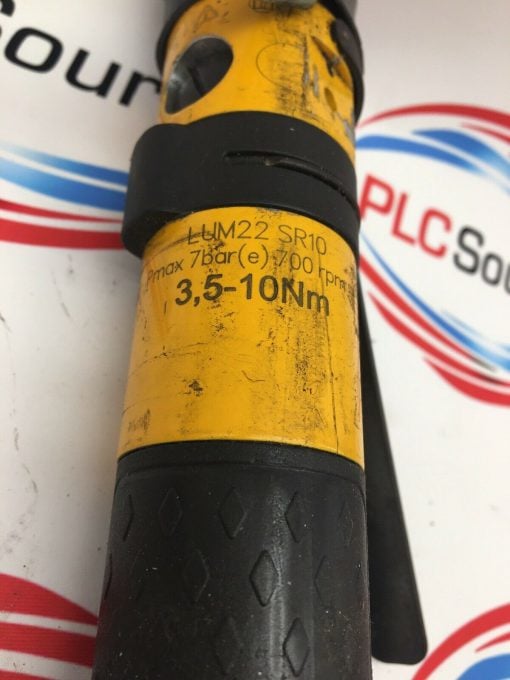 Sour
LUM22 SR10
Pmax 7bar(e) 700 rpm
3,5-10Nm
PLC Sou